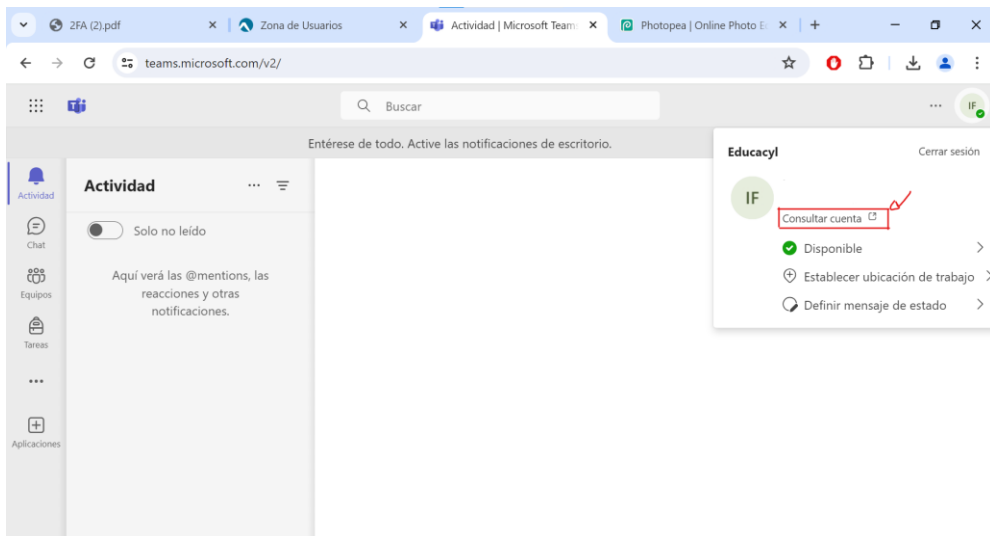 2FA (2).pdf
Zona de Usuarios
Actividad | Microsoft Team
Photopea | Online Photo E
teams.microsoft.com/v2/
Buscar
IF
Entérese de todo. Active las notificaciones de escritorio.
Educacyl
Cerrar sesión
IF
Consultar cuenta
Disponible
Establecer ubicación de trabajo
Definir mensaje de estado
Actividad
Chat
Equipos
Tareas
Aplicaciones
Actividad
Solo no leído
Aquí verá las @mentions, las
reacciones y otras
notificaciones.